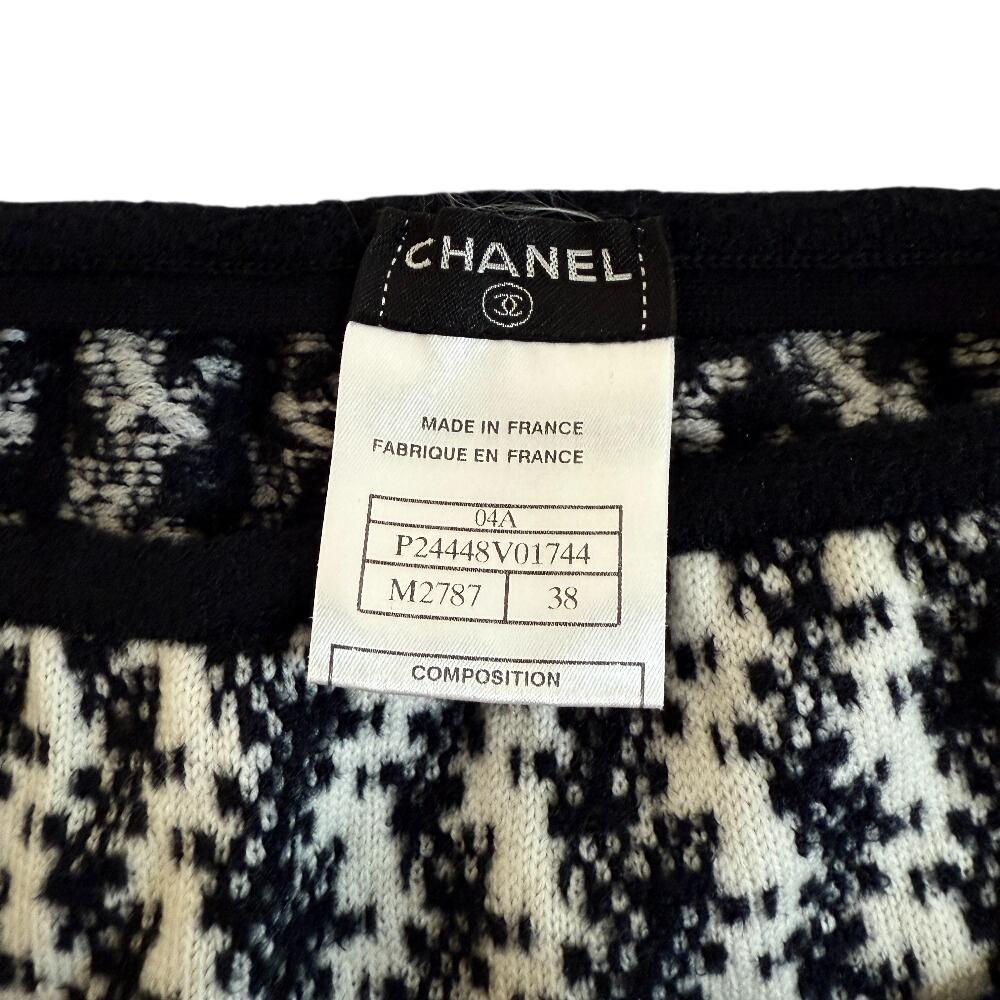 CHANEL
MADE IN FRANCE
FABRIQUE EN FRANCE
04A
P24448V01744
M2787 38
COMPOSITION